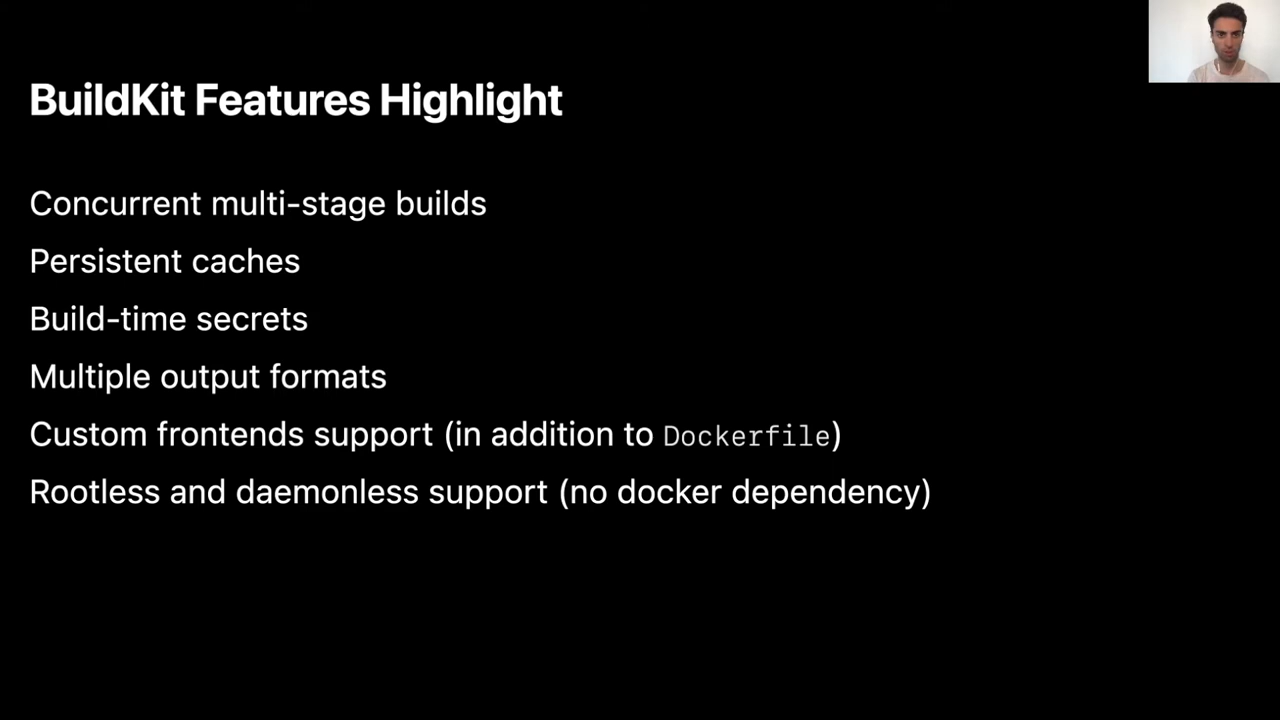 BuildKit Features Highlight
Concurrent multi-stage builds
Persistent caches
Build-time secrets
Multiple output formats
Custom frontends support (in addition to Dockerfile)
Rootless and daemonless support (no docker dependency)